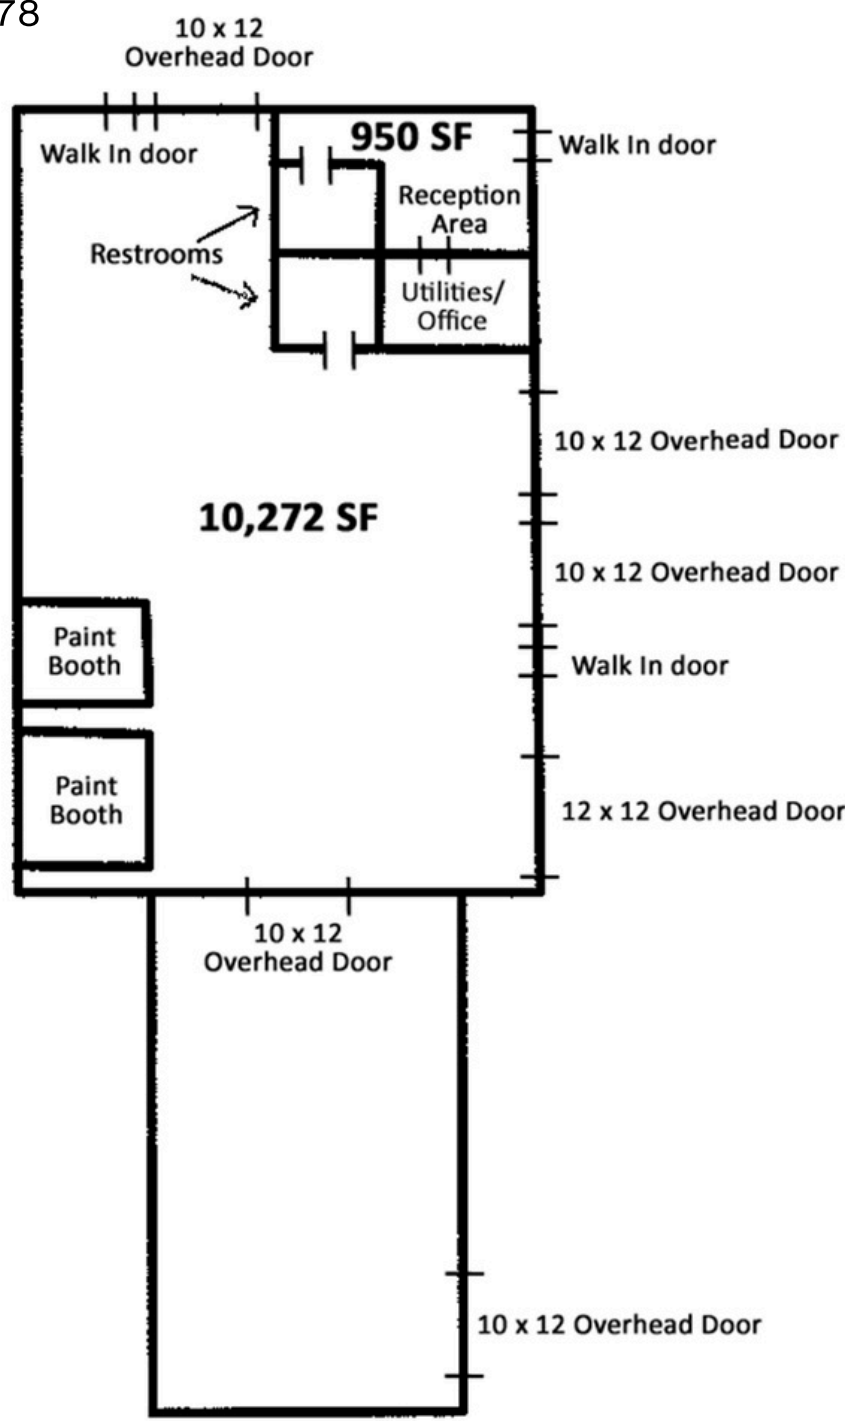 78
10 x 12
Overhead Door
950 SF
Walk In door
Walk In door
Reception
Area
Restrooms
Utilities/
Office
10 x 12 Overhead Door
10,272 SF
10 x 12 Overhead Door
Paint
Booth
Walk In door
Paint
Booth
12 x 12 Overhead Door
10 x 12
Overhead Door
10 x 12 Overhead Door